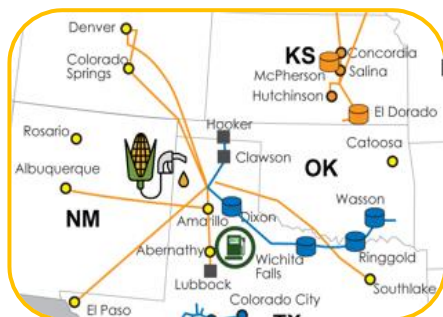 Denver
Colorado
Springs
KS
Concordia
McPherson
Salina
Hutchinson
El Dorado
Hooker
Rosario
Clawson
OK
Catoosa
Albuquerque
Wasson
NM
Amarillo
Dixon
Abernathy
Wichita
Falls
Ringgold
Lubbock
Southlake
El Paso
Colorado City